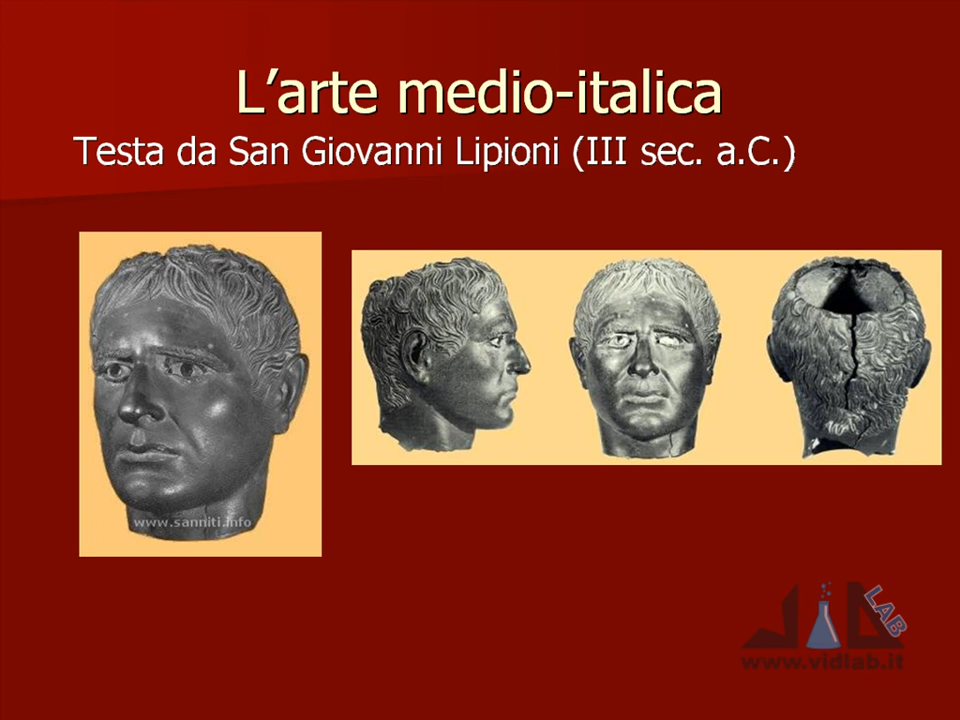 L’arte medio-italica
Testa da San Giovanni Lipioni (III sec. a.C.)
www.sanniti.info
LAB
www.vidlab.it